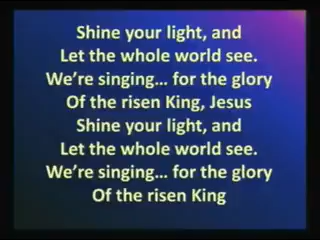 Shine your light, and
Let the whole world see.
We're singing... for the glory
Of the risen King, Jesus
Shine your light, and
Let the whole world see.
We're singing... for the glory
Of the risen King